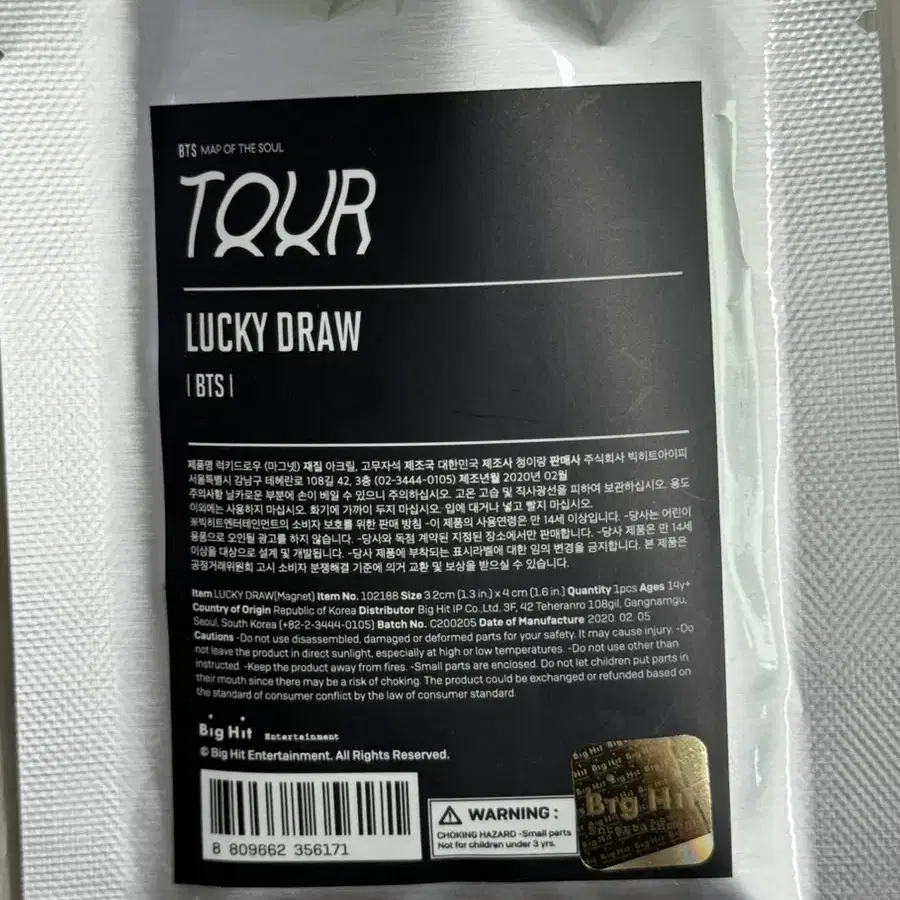 BTS MAP OF THE SOUL
TOUR
LUCKY DRAW
| BTS |
제품명 럭키드로우 (마그넷) 재질 아크릴, 고무자석 제조국 대한민국 제조사 청이랑 판매사 주식회사 빅히트아이피
서울특별시 강남구 테헤란로 108길 42, 3층 (02-3444-0105) 제조년월 2020년 02월
주의사항 날카로운 부분에 손이 베일 수 있으니 주의하십시오. 고온 고습 및 직사광선을 피하여 보관하십시오. 용도
이외에는 사용하지 마십시오. 화기에 가까이 두지 마십시오. 입에 대거나 넣고 빨지 마십시오.
※빅히트엔터테인먼트의 소비자 보호를 위한 판매 방침 -이 제품의 사용연령은 만 14세 이상입니다. -당사는 어린이
용품으로 오인될 광고를 하지 않습니다. -당사와 독점 계약된 지정된 장소에서만 판매합니다. -당사 제품은 만 14세
이상을 대상으로 설계 및 개발됩니다. -당사 제품에 부착되는 표시라벨에 대한 임의 변경을 금지합니다. 본 제품은
공정거래위원회 고시 소비자 분쟁해결 기준에 의거 교환 및 보상을 받으실 수 있습니다.
Item LUCKY DRAW(Magnet) Item No. 102188 Size 3.2cm (1.3 in.) x 4 cm (1.6 in.) Quantity 1pcs Ages 14y+
Country of Origin Republic of Korea Distributor Big Hit IP Co.,Ltd. 3F, 42 Teheranro 108gil, Gangnamgu,
Seoul, South Korea (+82-2-3444-0105) Batch No. C200205 Date of Manufacture 2020. 02. 05
Cautions -Do not use disassembled, damaged or deformed parts for your safety. It may cause injury. -Do
not leave the product in direct sunlight, especially at high or low temperatures. -Do not use other than
instructed. -Keep the product away from fires. -Small parts are enclosed. Do not let children put parts in
their mouth since there may be a risk of choking. The product could be exchanged or refunded based on
the standard of consumer conflict by the law of consumer standard.
Big Hit Entertainment
© Big Hit Entertainment. All Rights Reserved.
8 809662 356171
WARNING :
CHOKING HAZARD -Small parts
Not for children under 3 yrs.
Big Hit